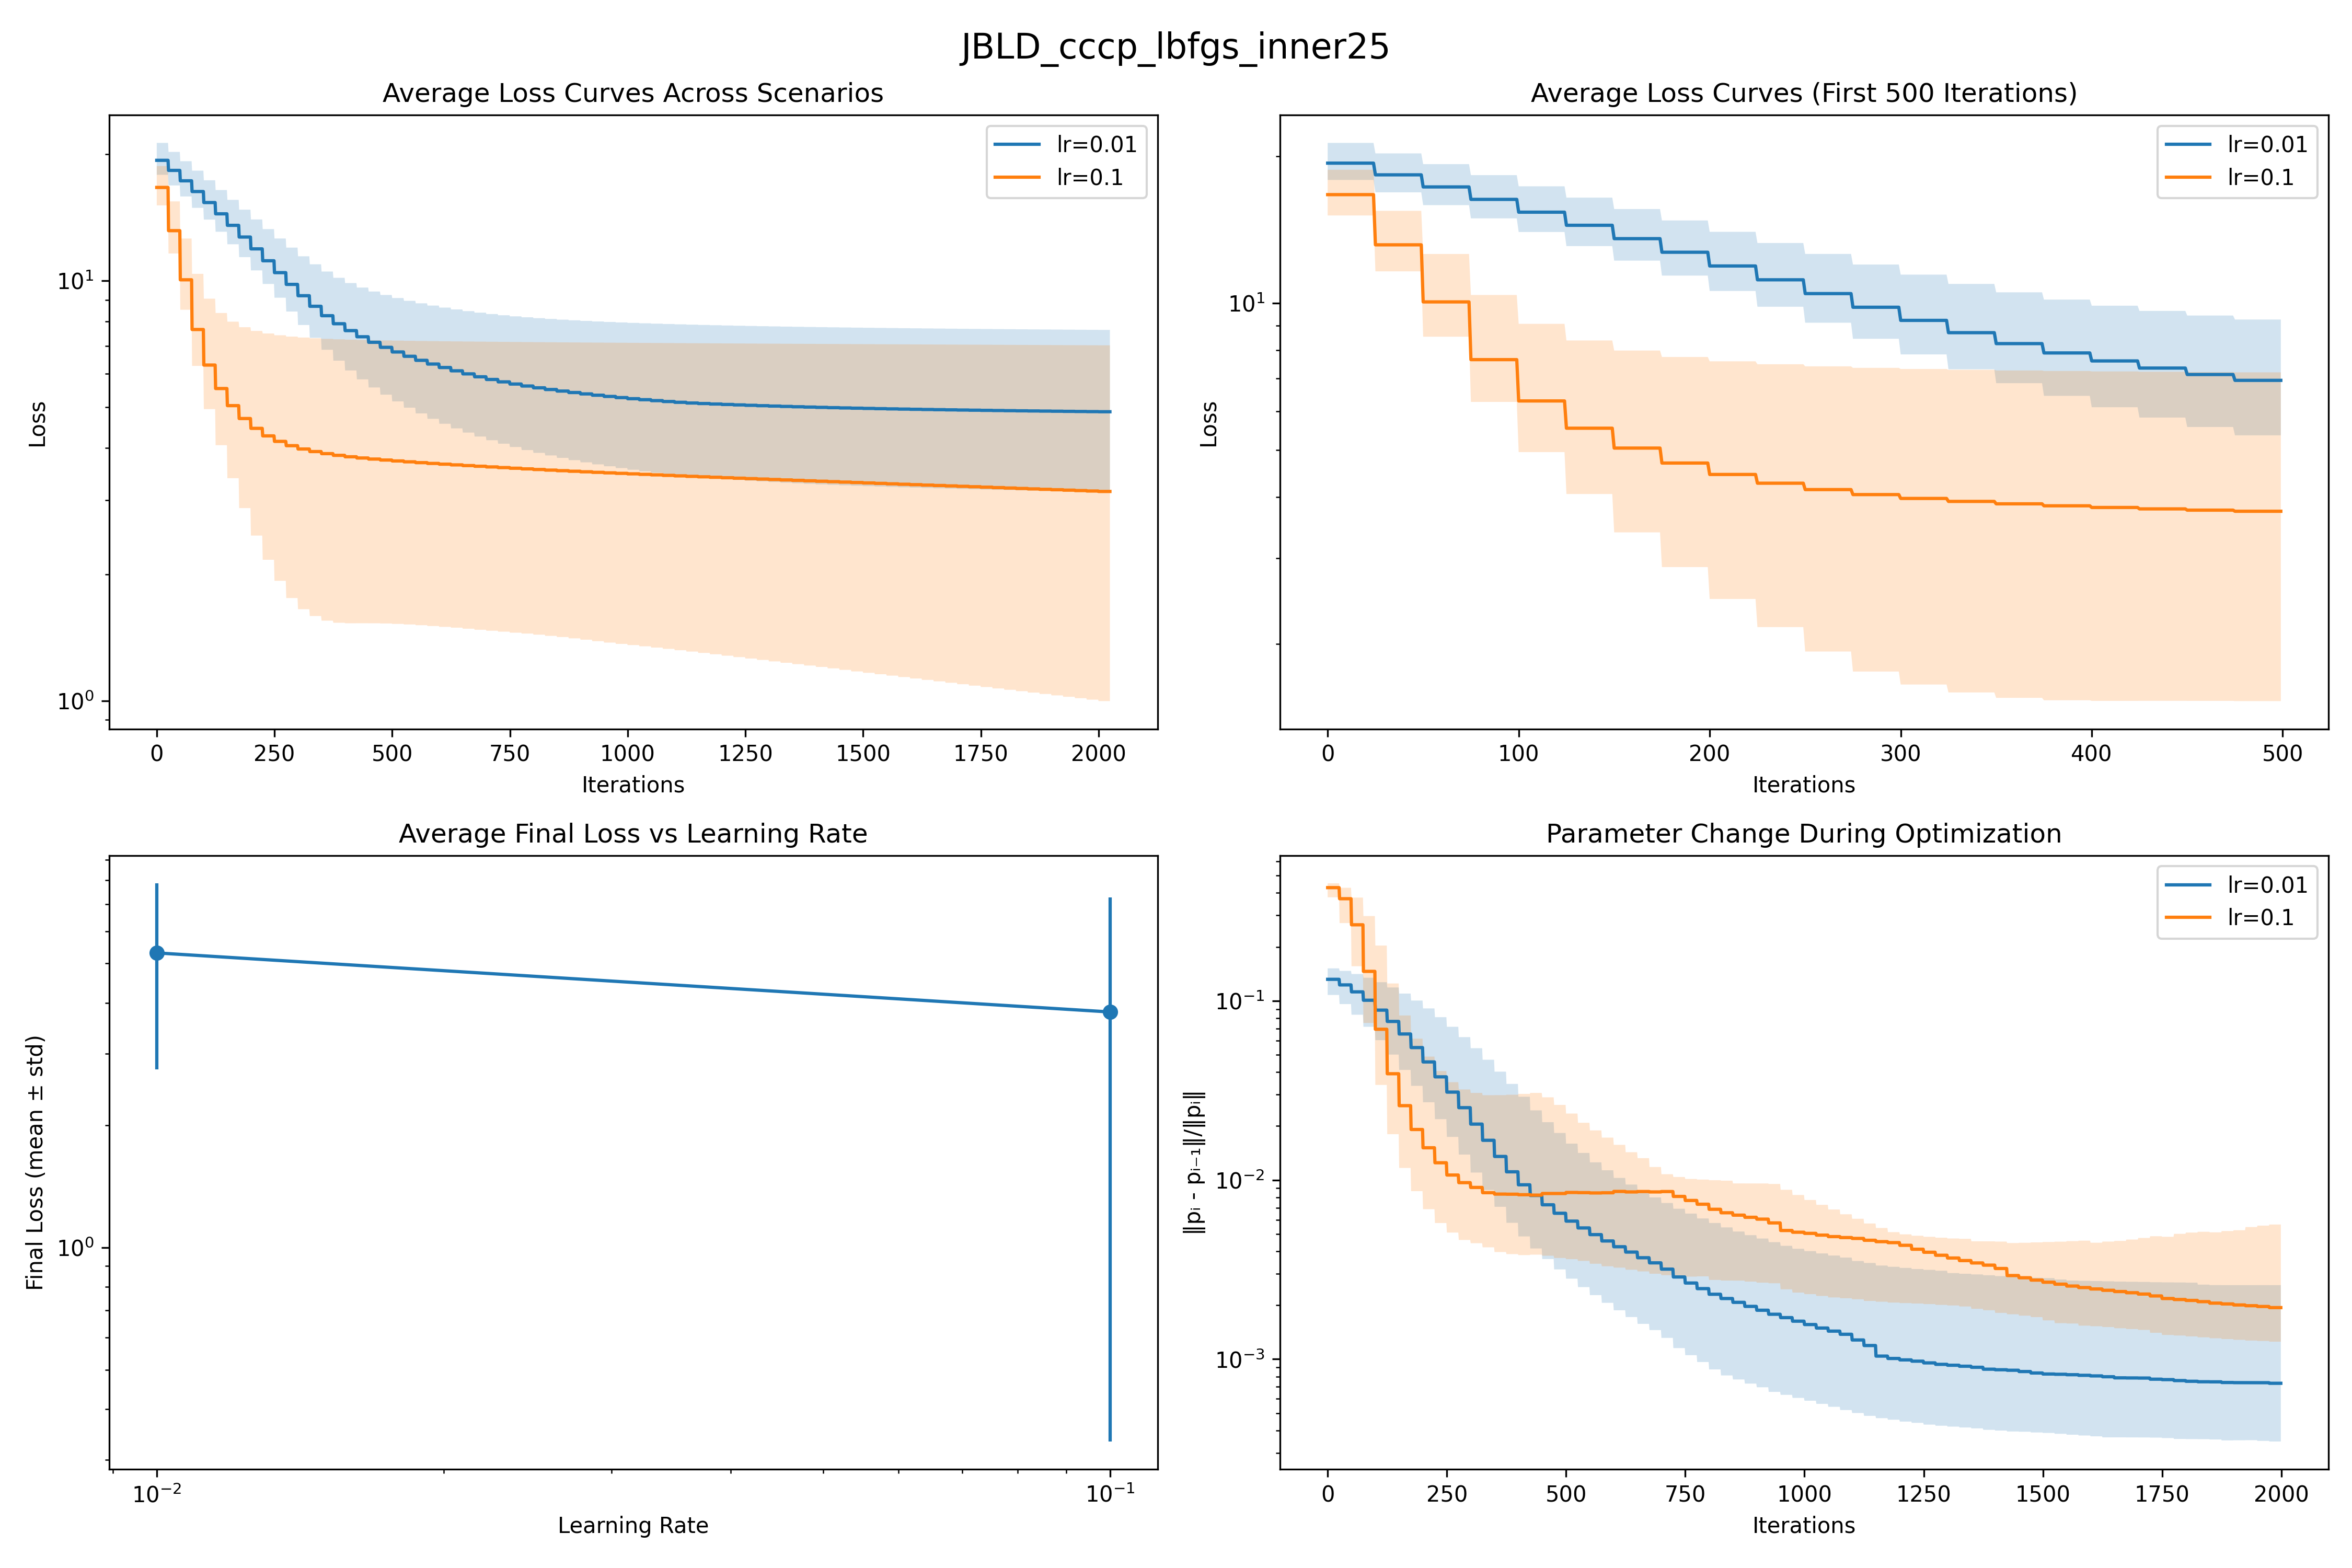 JBLD_cccp_lbfgs_inner25
Average Loss Curves Across Scenarios
Loss
10¹
10⁰
lr=0.01
lr=0.1
0 250 500 750 1000 1250 1500 1750 2000
Iterations
Average Loss Curves (First 500 Iterations)
Loss
10¹
lr=0.01
lr=0.1
0 100 200 300 400 500
Iterations
Average Final Loss vs Learning Rate
Final Loss (mean ± std)
10⁰
10⁻² 10⁻¹
Learning Rate
Parameter Change During Optimization
‖pᵢ - pᵢ₋₁‖/‖pᵢ‖
10⁻¹
10⁻²
10⁻³
lr=0.01
lr=0.1
0 250 500 750 1000 1250 1500 1750 2000
Iterations